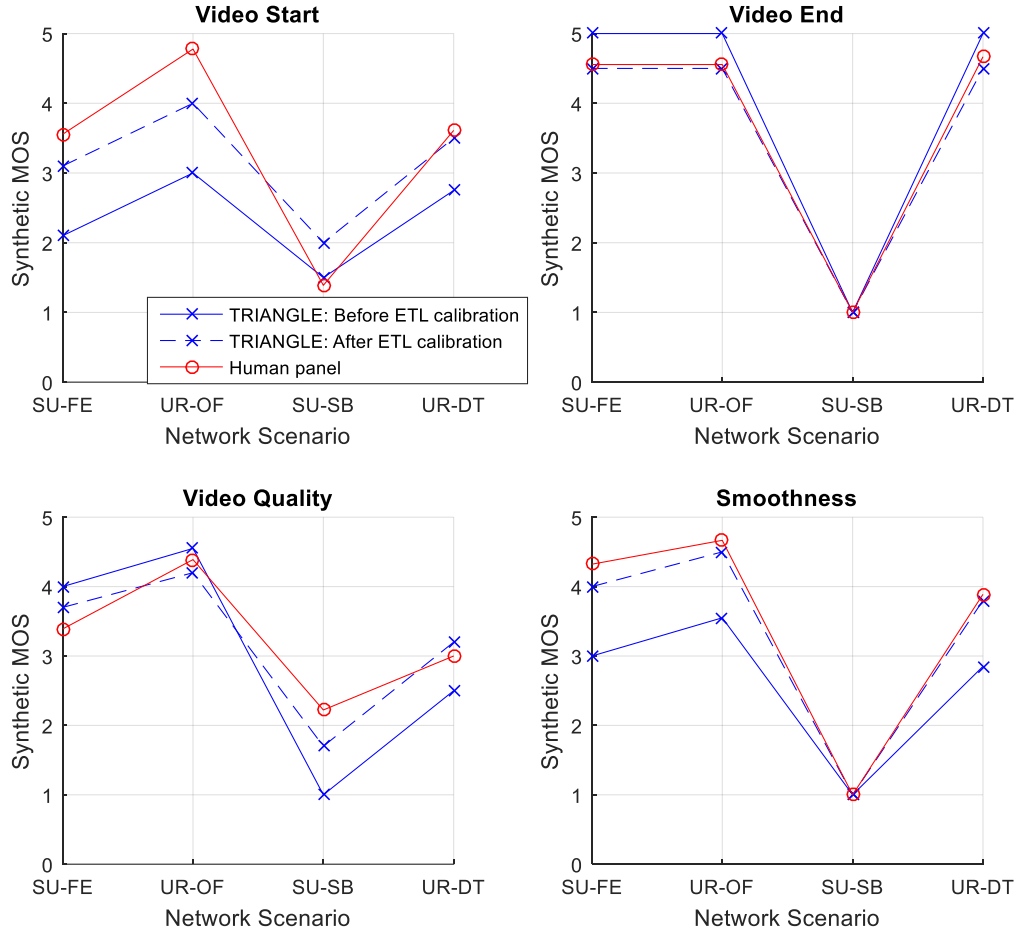 Video Start
5
4
3
2
1
0
Synthetic MOS
TRIANGLE: Before ETL calibration
TRIANGLE: After ETL calibration
Human panel
SU-FE UR-OF SU-SB UR-DT
Network Scenario
Video End
5
4
3
2
1
0
Synthetic MOS
SU-FE UR-OF SU-SB UR-DT
Network Scenario
Video Quality
5
4
3
2
1
0
Synthetic MOS
SU-FE UR-OF SU-SB UR-DT
Network Scenario
Smoothness
5
4
3
2
1
0
Synthetic MOS
SU-FE UR-OF SU-SB UR-DT
Network Scenario